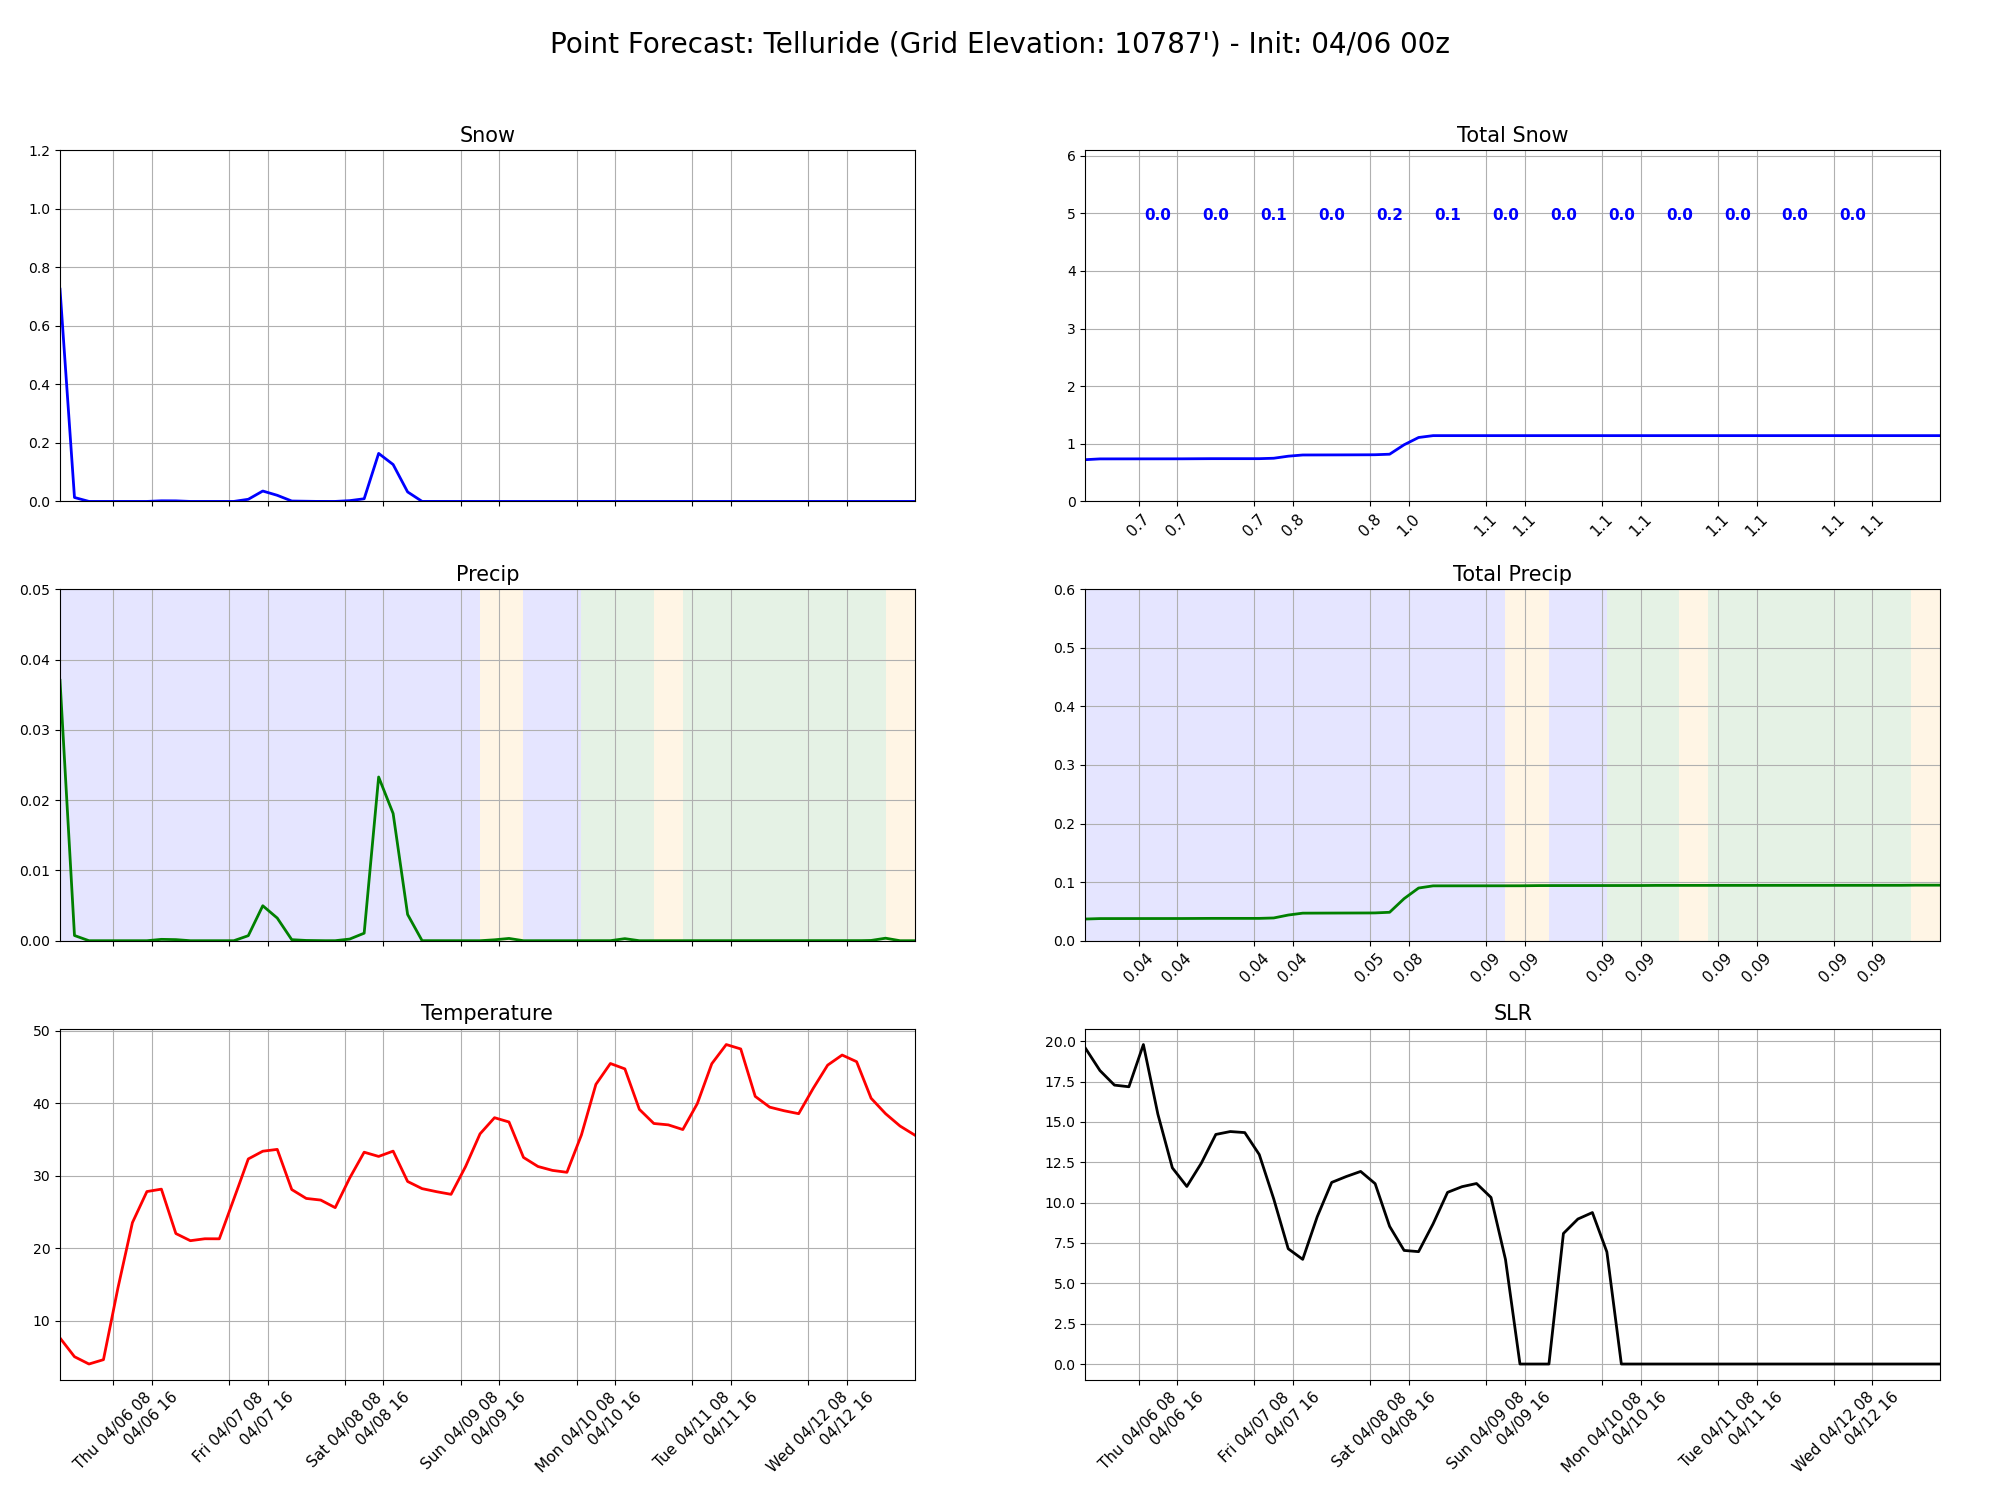 Point Forecast: Telluride (Grid Elevation: 10787') - Init: 04/06 00z
Snow
1.2
1.0
0.8
0.6
0.4
0.2
0.0
Total Snow
6
5
4
3
2
1
0
0.0 0.0 0.1 0.0 0.2 0.1 0.0 0.0 0.0 0.0 0.0 0.0 0.0
0.7 0.7 0.7 0.8 0.8 1.0 1.1 1.1 1.1 1.1 1.1 1.1 1.1 1.1
Precip
0.05
0.04
0.03
0.02
0.01
0.00
Total Precip
0.6
0.5
0.4
0.3
0.2
0.1
0.0
0.04 0.04 0.04 0.04 0.05 0.08 0.09 0.09 0.09 0.09 0.09 0.09 0.09 0.09
Temperature
50
40
30
20
10
Thu 04/06 08
04/06 16
Fri 04/07 08
04/07 16
Sat 04/08 08
04/08 16
Sun 04/09 08
04/09 16
Mon 04/10 08
04/10 16
Tue 04/11 08
04/11 16
Wed 04/12 08
04/12 16
SLR
20.0
17.5
15.0
12.5
10.0
7.5
5.0
2.5
0.0
Thu 04/06 08
04/06 16
Fri 04/07 08
04/07 16
Sat 04/08 08
04/08 16
Sun 04/09 08
04/09 16
Mon 04/10 08
04/10 16
Tue 04/11 08
04/11 16
Wed 04/12 08
04/12 16